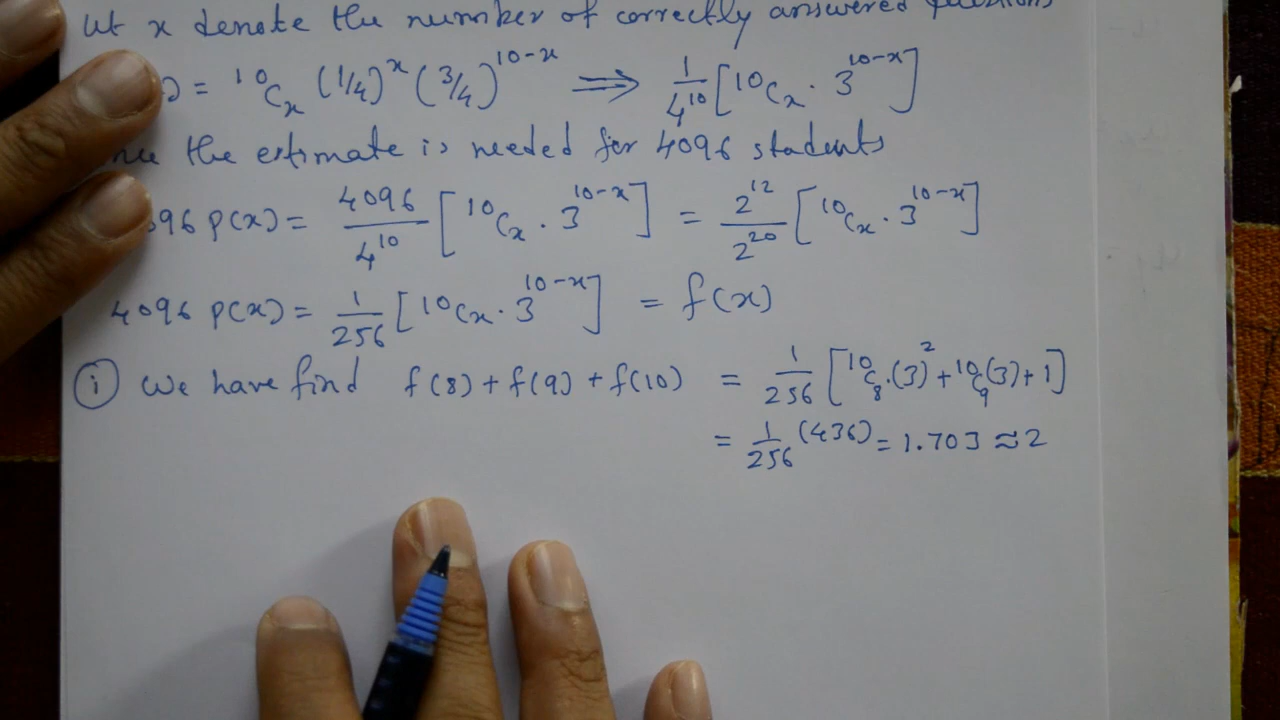 Let x denote the number of correctly answered questions
) = ¹⁰Cₓ (1/4)ˣ (3/4)¹⁰⁻ˣ ⟹ 1/4¹⁰ [¹⁰Cₓ · 3¹⁰⁻ˣ]
the estimate is needed for 4096 students
96 P(x) = 4096/4¹⁰ [¹⁰Cₓ · 3¹⁰⁻ˣ] = 2¹²/2²⁰ [¹⁰Cₓ · 3¹⁰⁻ˣ]
4096 P(x) = 1/256 [¹⁰Cₓ · 3¹⁰⁻ˣ] = f(x)
(i) We have find f(8) + f(9) + f(10) = 1/256 [¹⁰C₈ · (3)² + ¹⁰C₉(3) + 1]
= 1/256 (436) = 1.703 ≈ 2